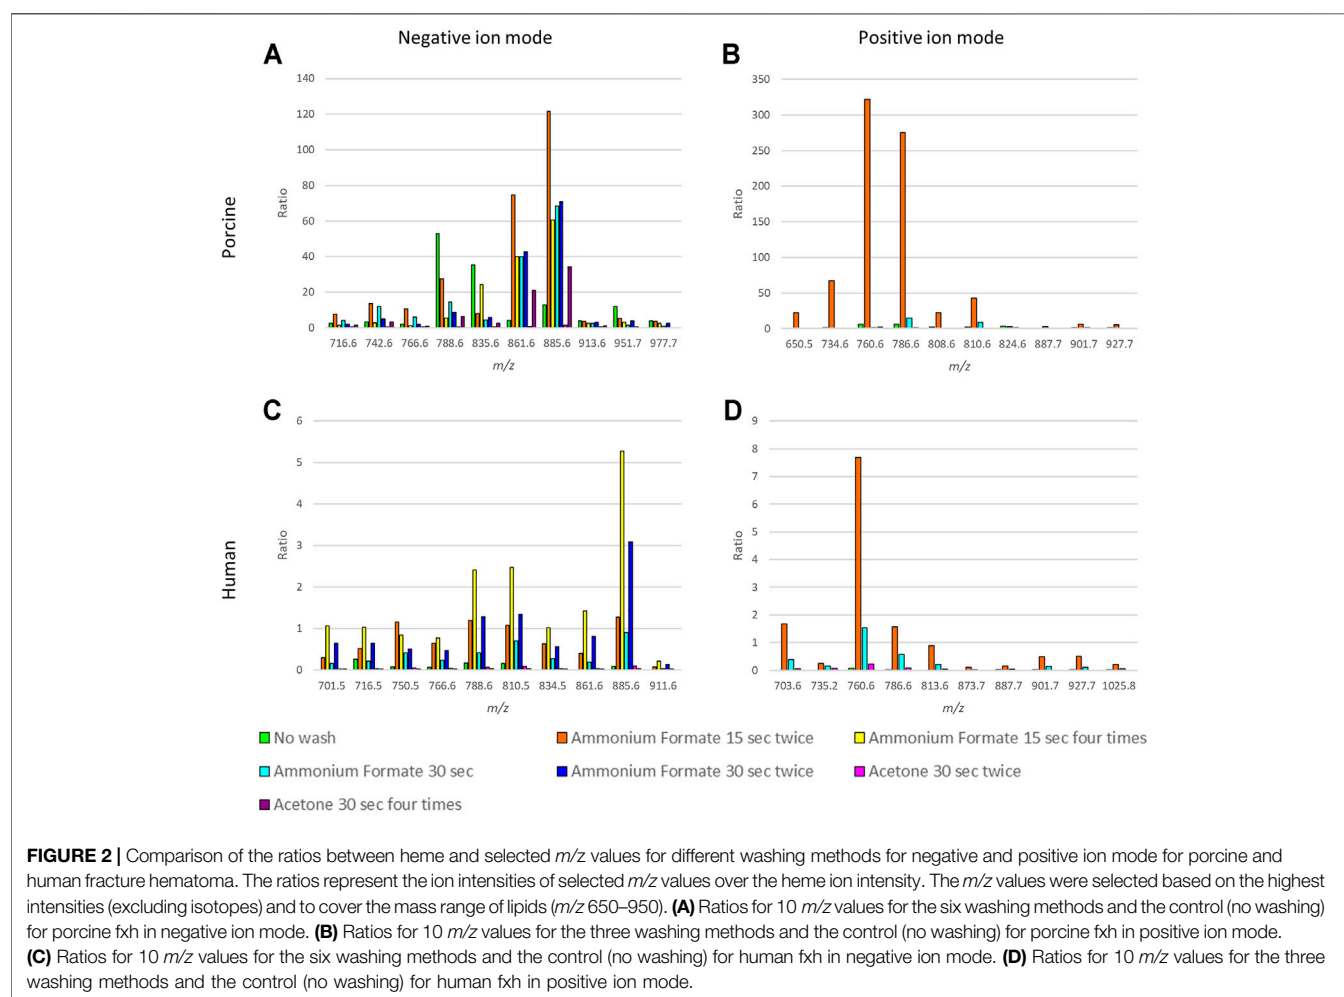 Negative ion mode
Positive ion mode
A
B
140
120
100
80
60
40
20
0
Ratio
716.6 742.6 766.6 788.6 835.6 861.6 885.6 913.6 951.7 977.7
m/z
350
300
250
200
150
100
50
0
Ratio
650.5 734.6 760.6 786.6 808.6 810.6 824.6 887.7 901.7 927.7
m/z
Porcine
C
D
6
5
4
3
2
1
0
Ratio
701.5 716.5 750.5 766.6 788.6 810.5 834.5 861.6 885.6 911.6
m/z
9
8
7
6
5
4
3
2
1
0
Ratio
703.6 735.2 760.6 786.6 813.6 873.7 887.7 901.7 927.7 1025.8
m/z
Human
No wash
Ammonium Formate 15 sec twice
Ammonium Formate 15 sec four times
Ammonium Formate 30 sec
Ammonium Formate 30 sec twice
Acetone 30 sec twice
Acetone 30 sec four times
FIGURE 2 | Comparison of the ratios between heme and selected m/z values for different washing methods for negative and positive ion mode for porcine and
human fracture hematoma. The ratios represent the ion intensities of selected m/z values over the heme ion intensity. The m/z values were selected based on the highest
intensities (excluding isotopes) and to cover the mass range of lipids (m/z 650–950). (A) Ratios for 10 m/z values for the six washing methods and the control (no washing)
for porcine fxh in negative ion mode. (B) Ratios for 10 m/z values for the three washing methods and the control (no washing) for porcine fxh in positive ion mode.
(C) Ratios for 10 m/z values for the six washing methods and the control (no washing) for human fxh in negative ion mode. (D) Ratios for 10 m/z values for the three
washing methods and the control (no washing) for human fxh in positive ion mode.